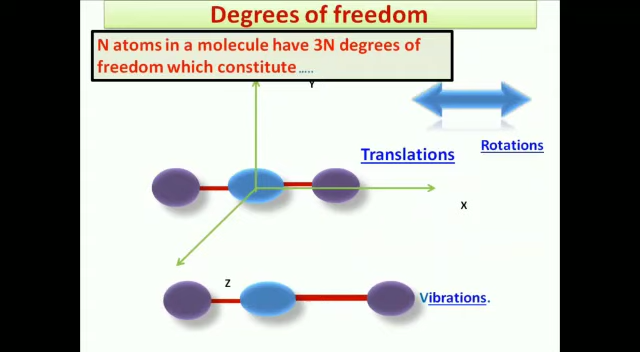 Degrees of freedom
N atoms in a molecule have 3N degrees of
freedom which constitute .....
Y
Rotations
Translations
X
Z
Vibrations.